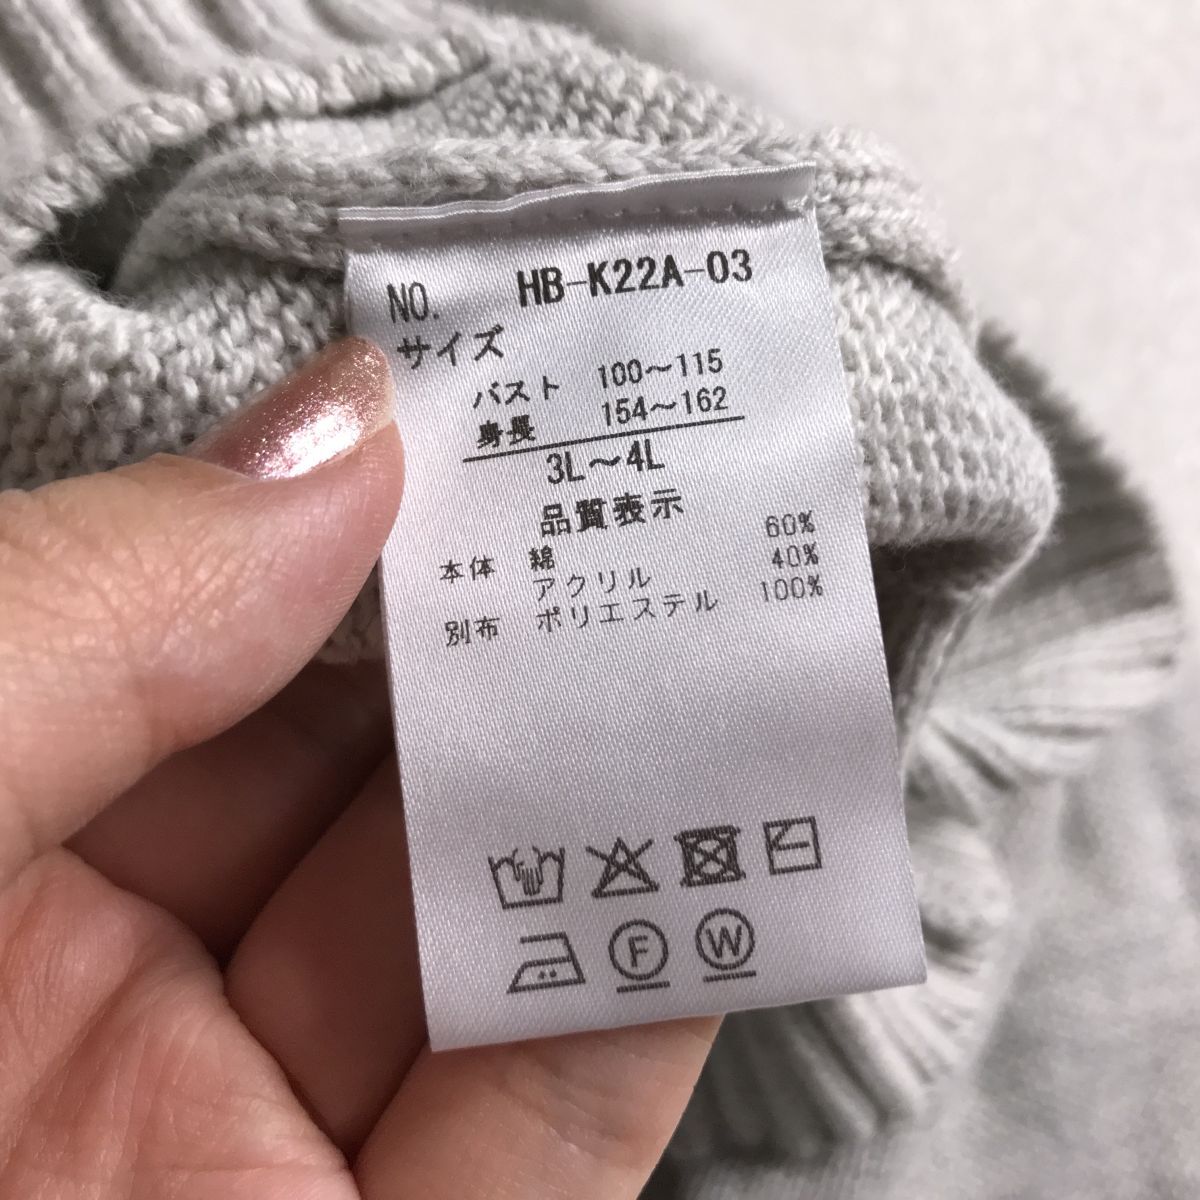 NO. HB-K22A-03
サイズ
バスト 100～115
身長 154～162
3L～4L
品質表示
本体 綿 60%
アクリル 40%
別布 ポリエステル 100%
F W